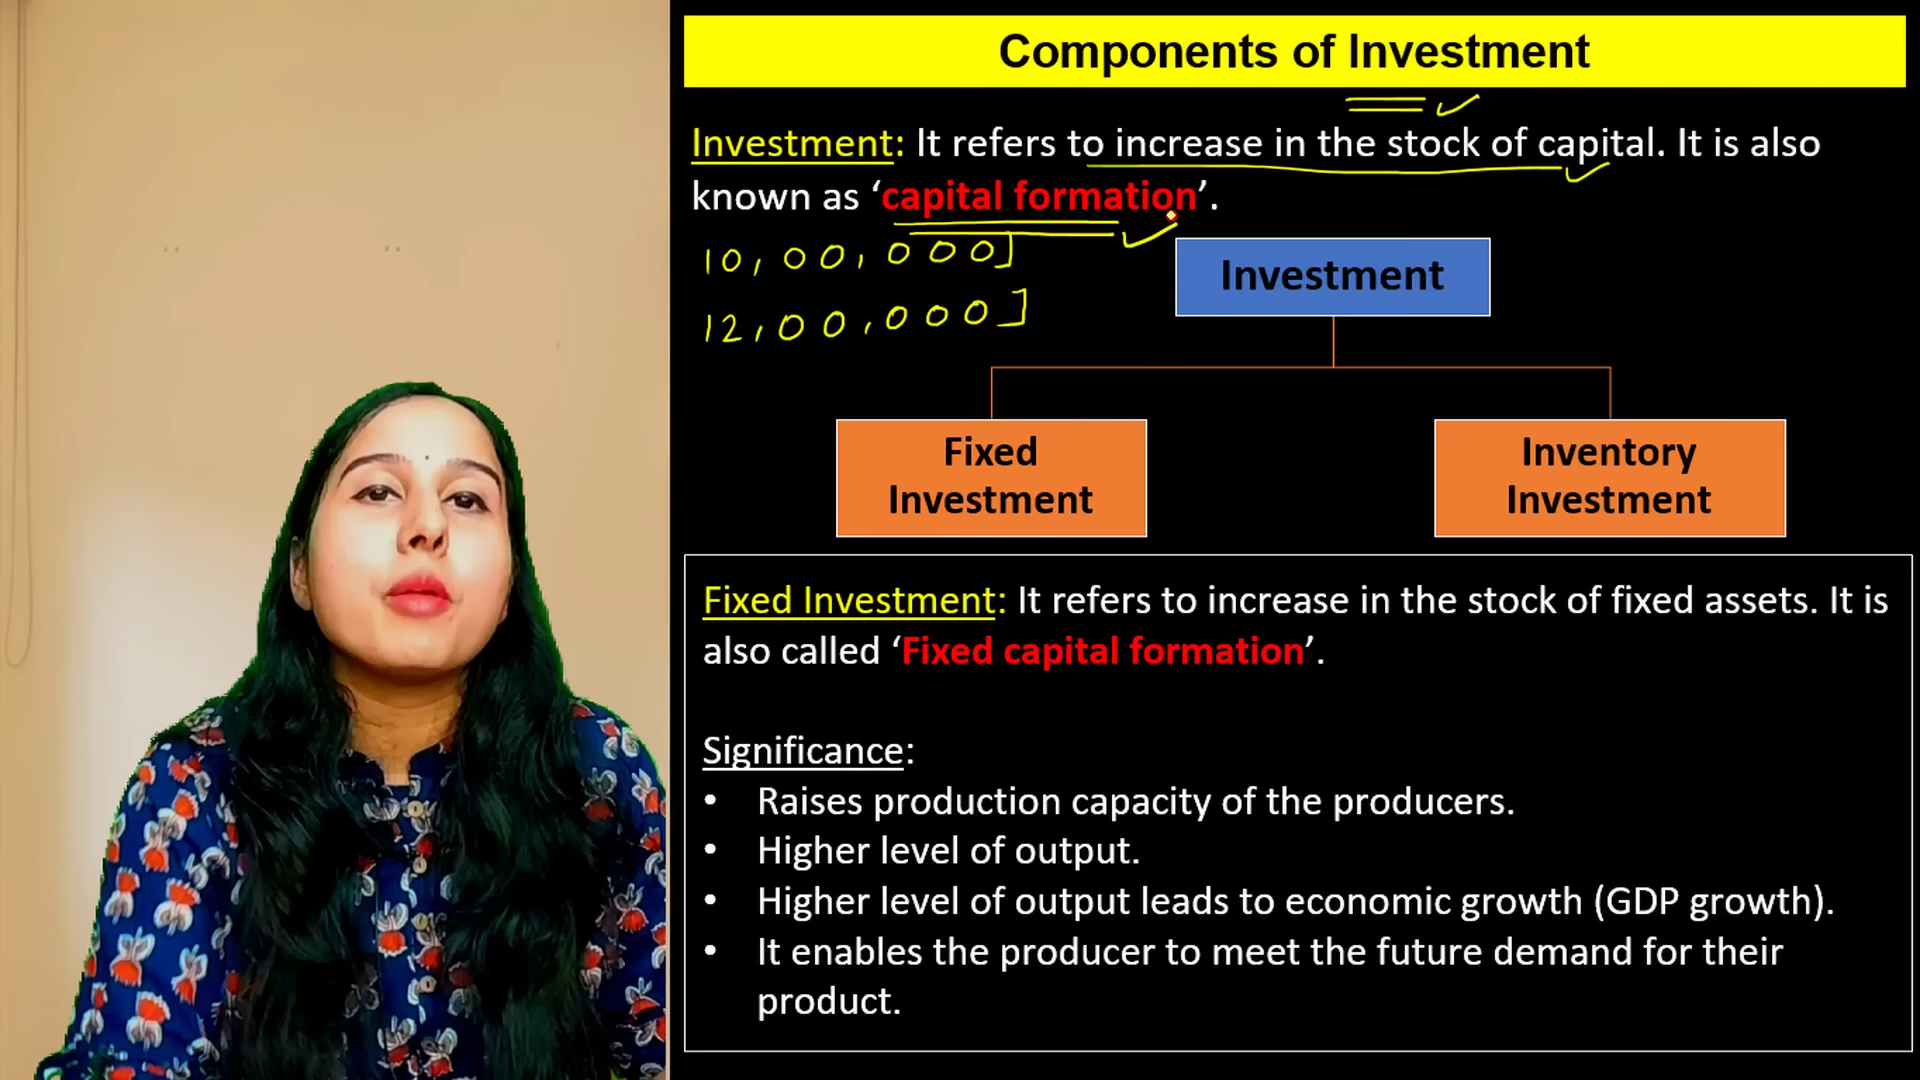 Components of Investment
Investment: It refers to increase in the stock of capital. It is also
known as ‘capital formation’.
10,00,000]
12,00,000]
Investment
Fixed
Investment
Inventory
Investment
Fixed Investment: It refers to increase in the stock of fixed assets. It is
also called ‘Fixed capital formation’.
Significance:
• Raises production capacity of the producers.
• Higher level of output.
• Higher level of output leads to economic growth (GDP growth).
• It enables the producer to meet the future demand for their
product.